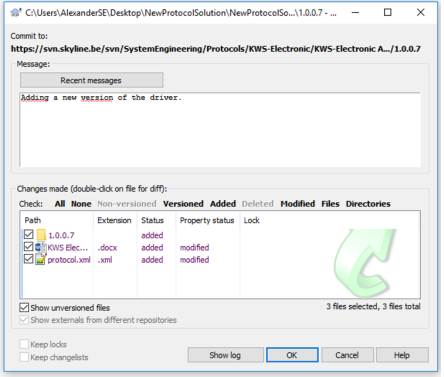 C:\Users\AlexanderSE\Desktop\NewProtocolSolution\NewProtocolSo...\1.0.0.7 - ...
Commit to:
https://svn.skyline.be/svn/SystemEngineering/Protocols/KWS-Electronic/KWS-Electronic A.../1.0.0.7
Message:
Recent messages
Adding a new version of the driver.
Changes made (double-click on file for diff):
Check: All None Non-versioned Versioned Added Deleted Modified Files Directories
Path Extension Status Property status Lock
1.0.0.7 added
KWS Elec... .docx added modified
protocol.xml .xml added modified
Show unversioned files 3 files selected, 3 files total
Show externals from different repositories
Keep locks
Keep changelists
Show log OK Cancel Help